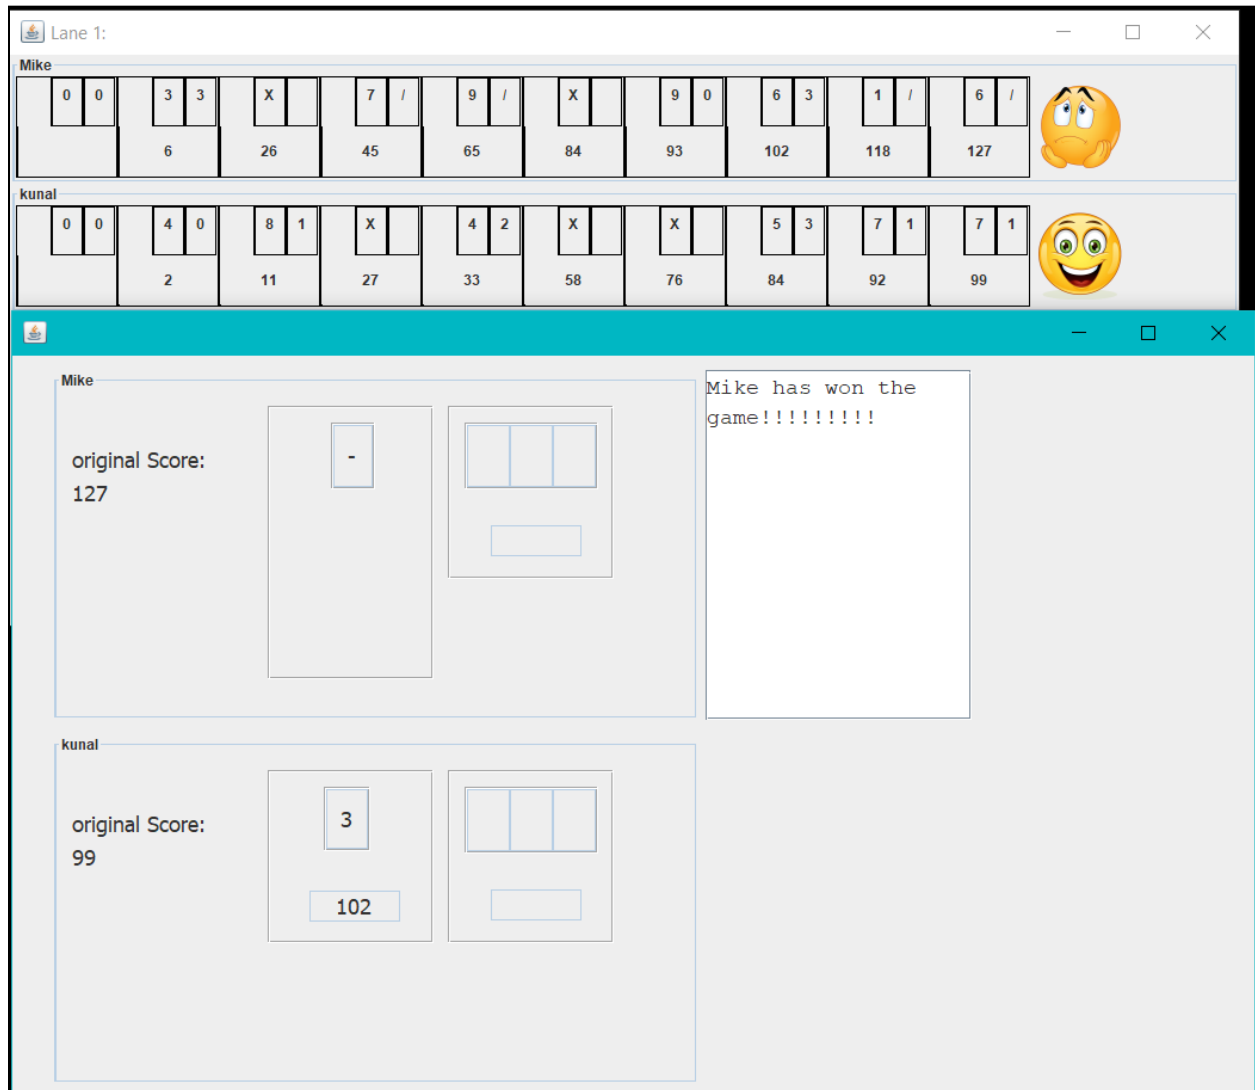 Lane 1:
Mike
0 0 3 3 X 7 / 9 / X 9 0 6 3 1 / 6 /
6 26 45 65 84 93 102 118 127
kunal
0 0 4 0 8 1 X 4 2 X X 5 3 7 1 7 1
2 11 27 33 58 76 84 92 99
Mike
original Score:
127
-
Mike has won the
game!!!!!!!!!
kunal
original Score:
99
3
102